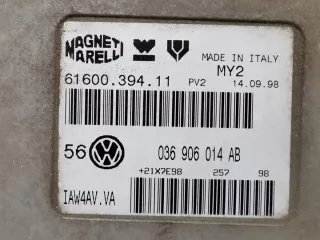 MAGNETI MARELLI
MADE IN ITALY
MY2
61600.394.11 PV2 14.09.98
56 036 906 014 AB
+21X7E98 257 98
IAW4AV.VA